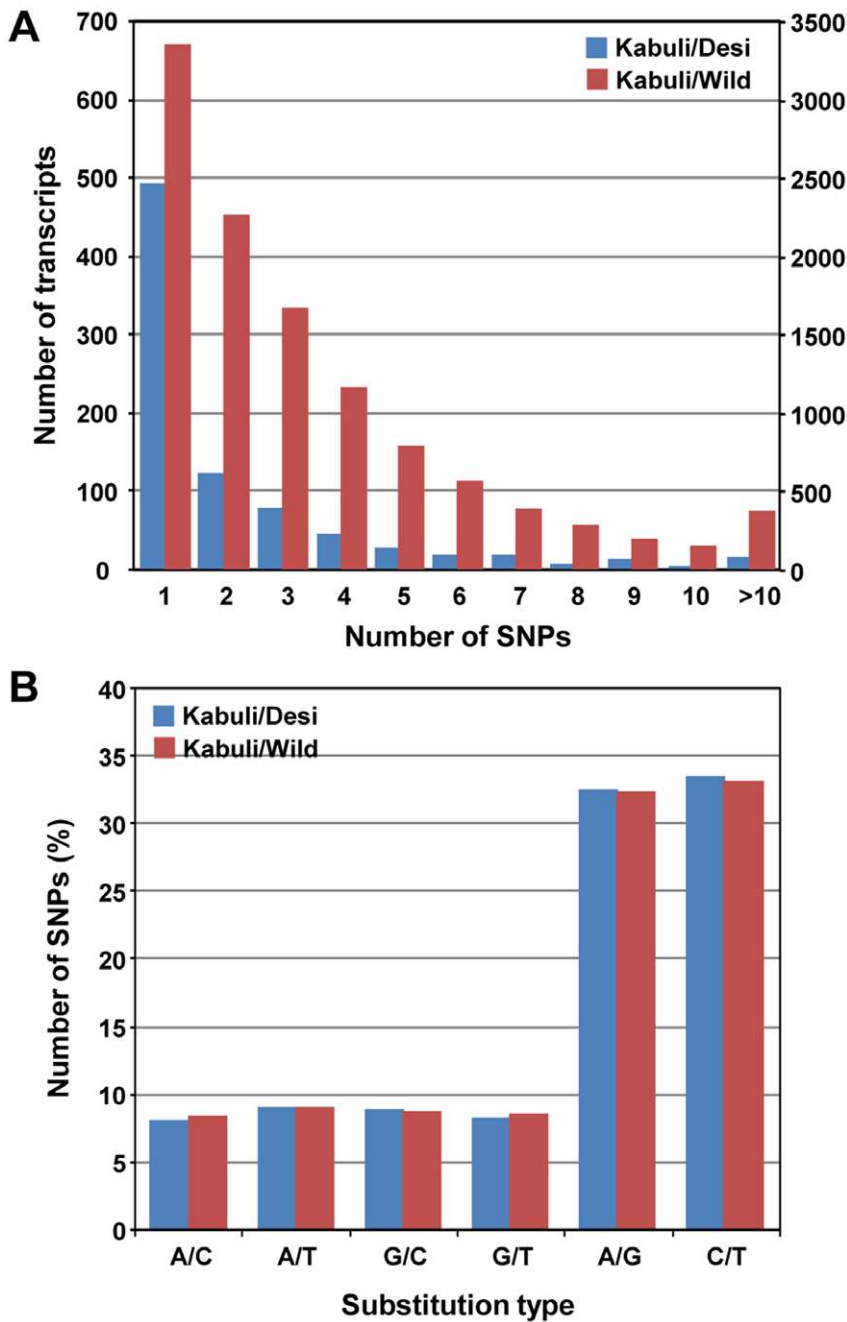 A
Kabuli/Desi
Kabuli/Wild
700
600
500
400
300
200
100
0
3500
3000
2500
2000
1500
1000
500
0
Number of transcripts
1 2 3 4 5 6 7 8 9 10 >10
Number of SNPs
B
Kabuli/Desi
Kabuli/Wild
40
35
30
25
20
15
10
5
0
Number of SNPs (%)
A/C A/T G/C G/T A/G C/T
Substitution type